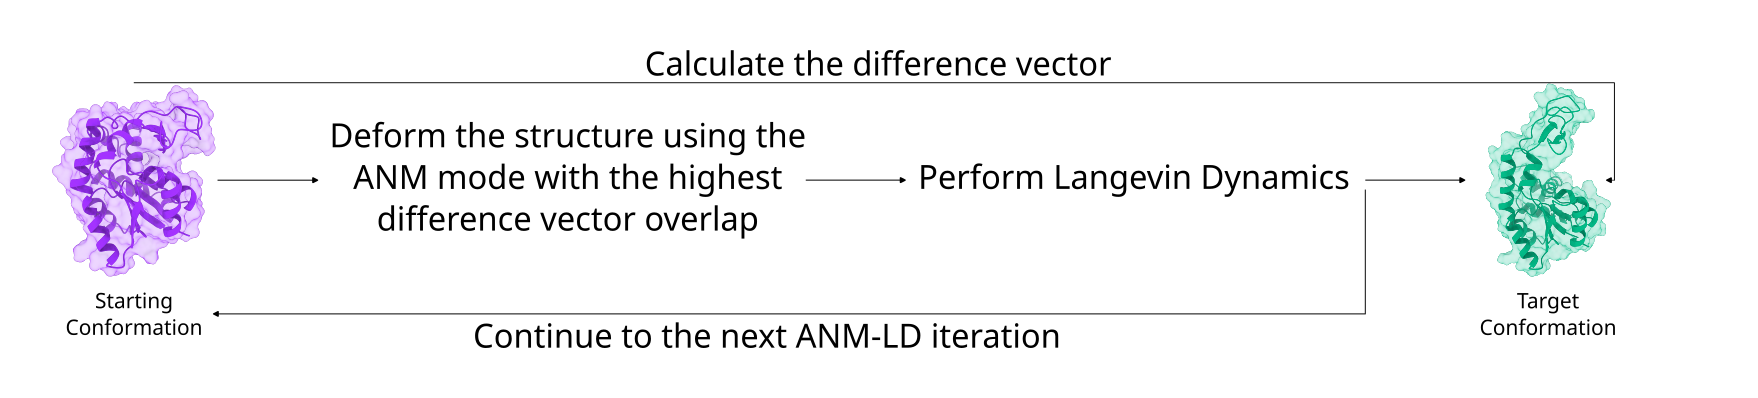 Calculate the difference vector
Deform the structure using the
ANM mode with the highest
difference vector overlap
Perform Langevin Dynamics
Starting
Conformation
Target
Conformation
Continue to the next ANM-LD iteration